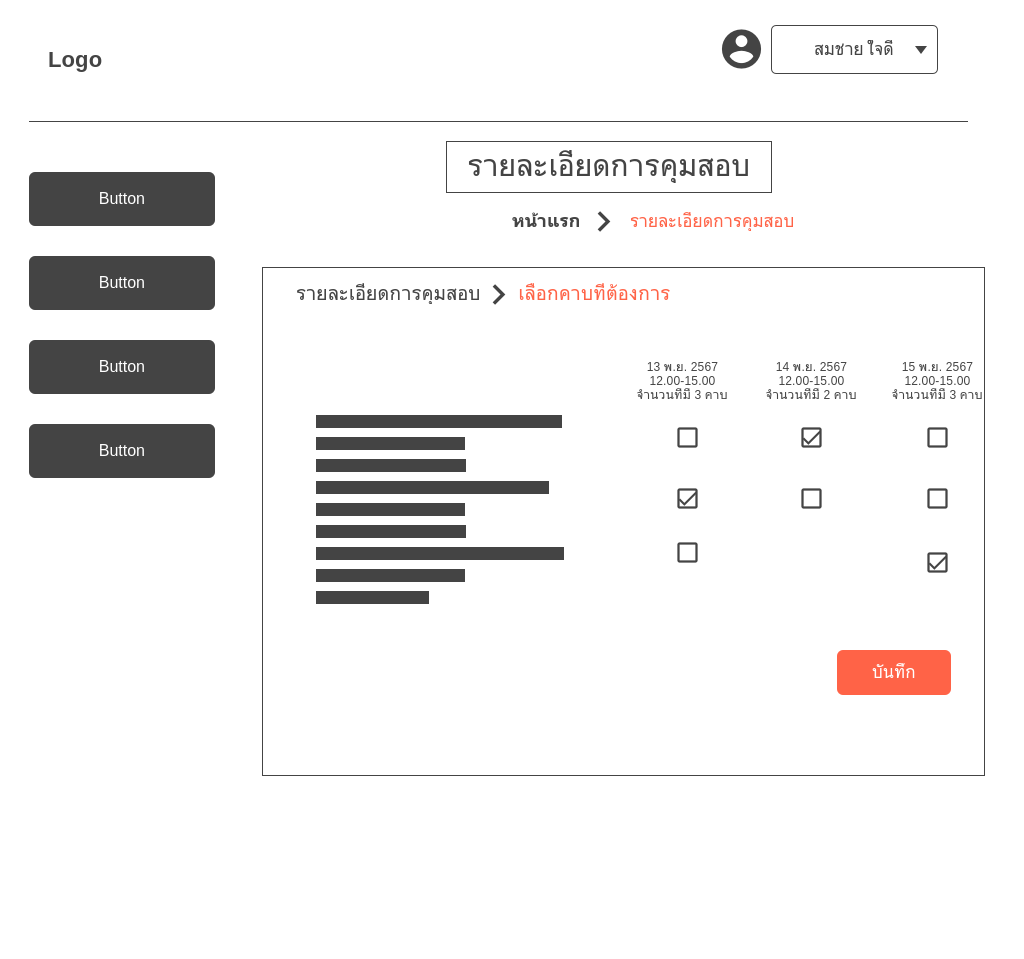 Logo
สมชาย ใจดี
รายละเอียดการคุมสอบ
หน้าแรก รายละเอียดการคุมสอบ
รายละเอียดการคุมสอบ เลือกคาบที่ต้องการ
13 พ.ย. 2567 14 พ.ย. 2567 15 พ.ย. 2567
12.00-15.00 12.00-15.00 12.00-15.00
จำนวนที่มี 3 คาบ จำนวนที่มี 2 คาบ จำนวนที่มี 3 คาบ
Button
Button
Button
Button
บันทึก